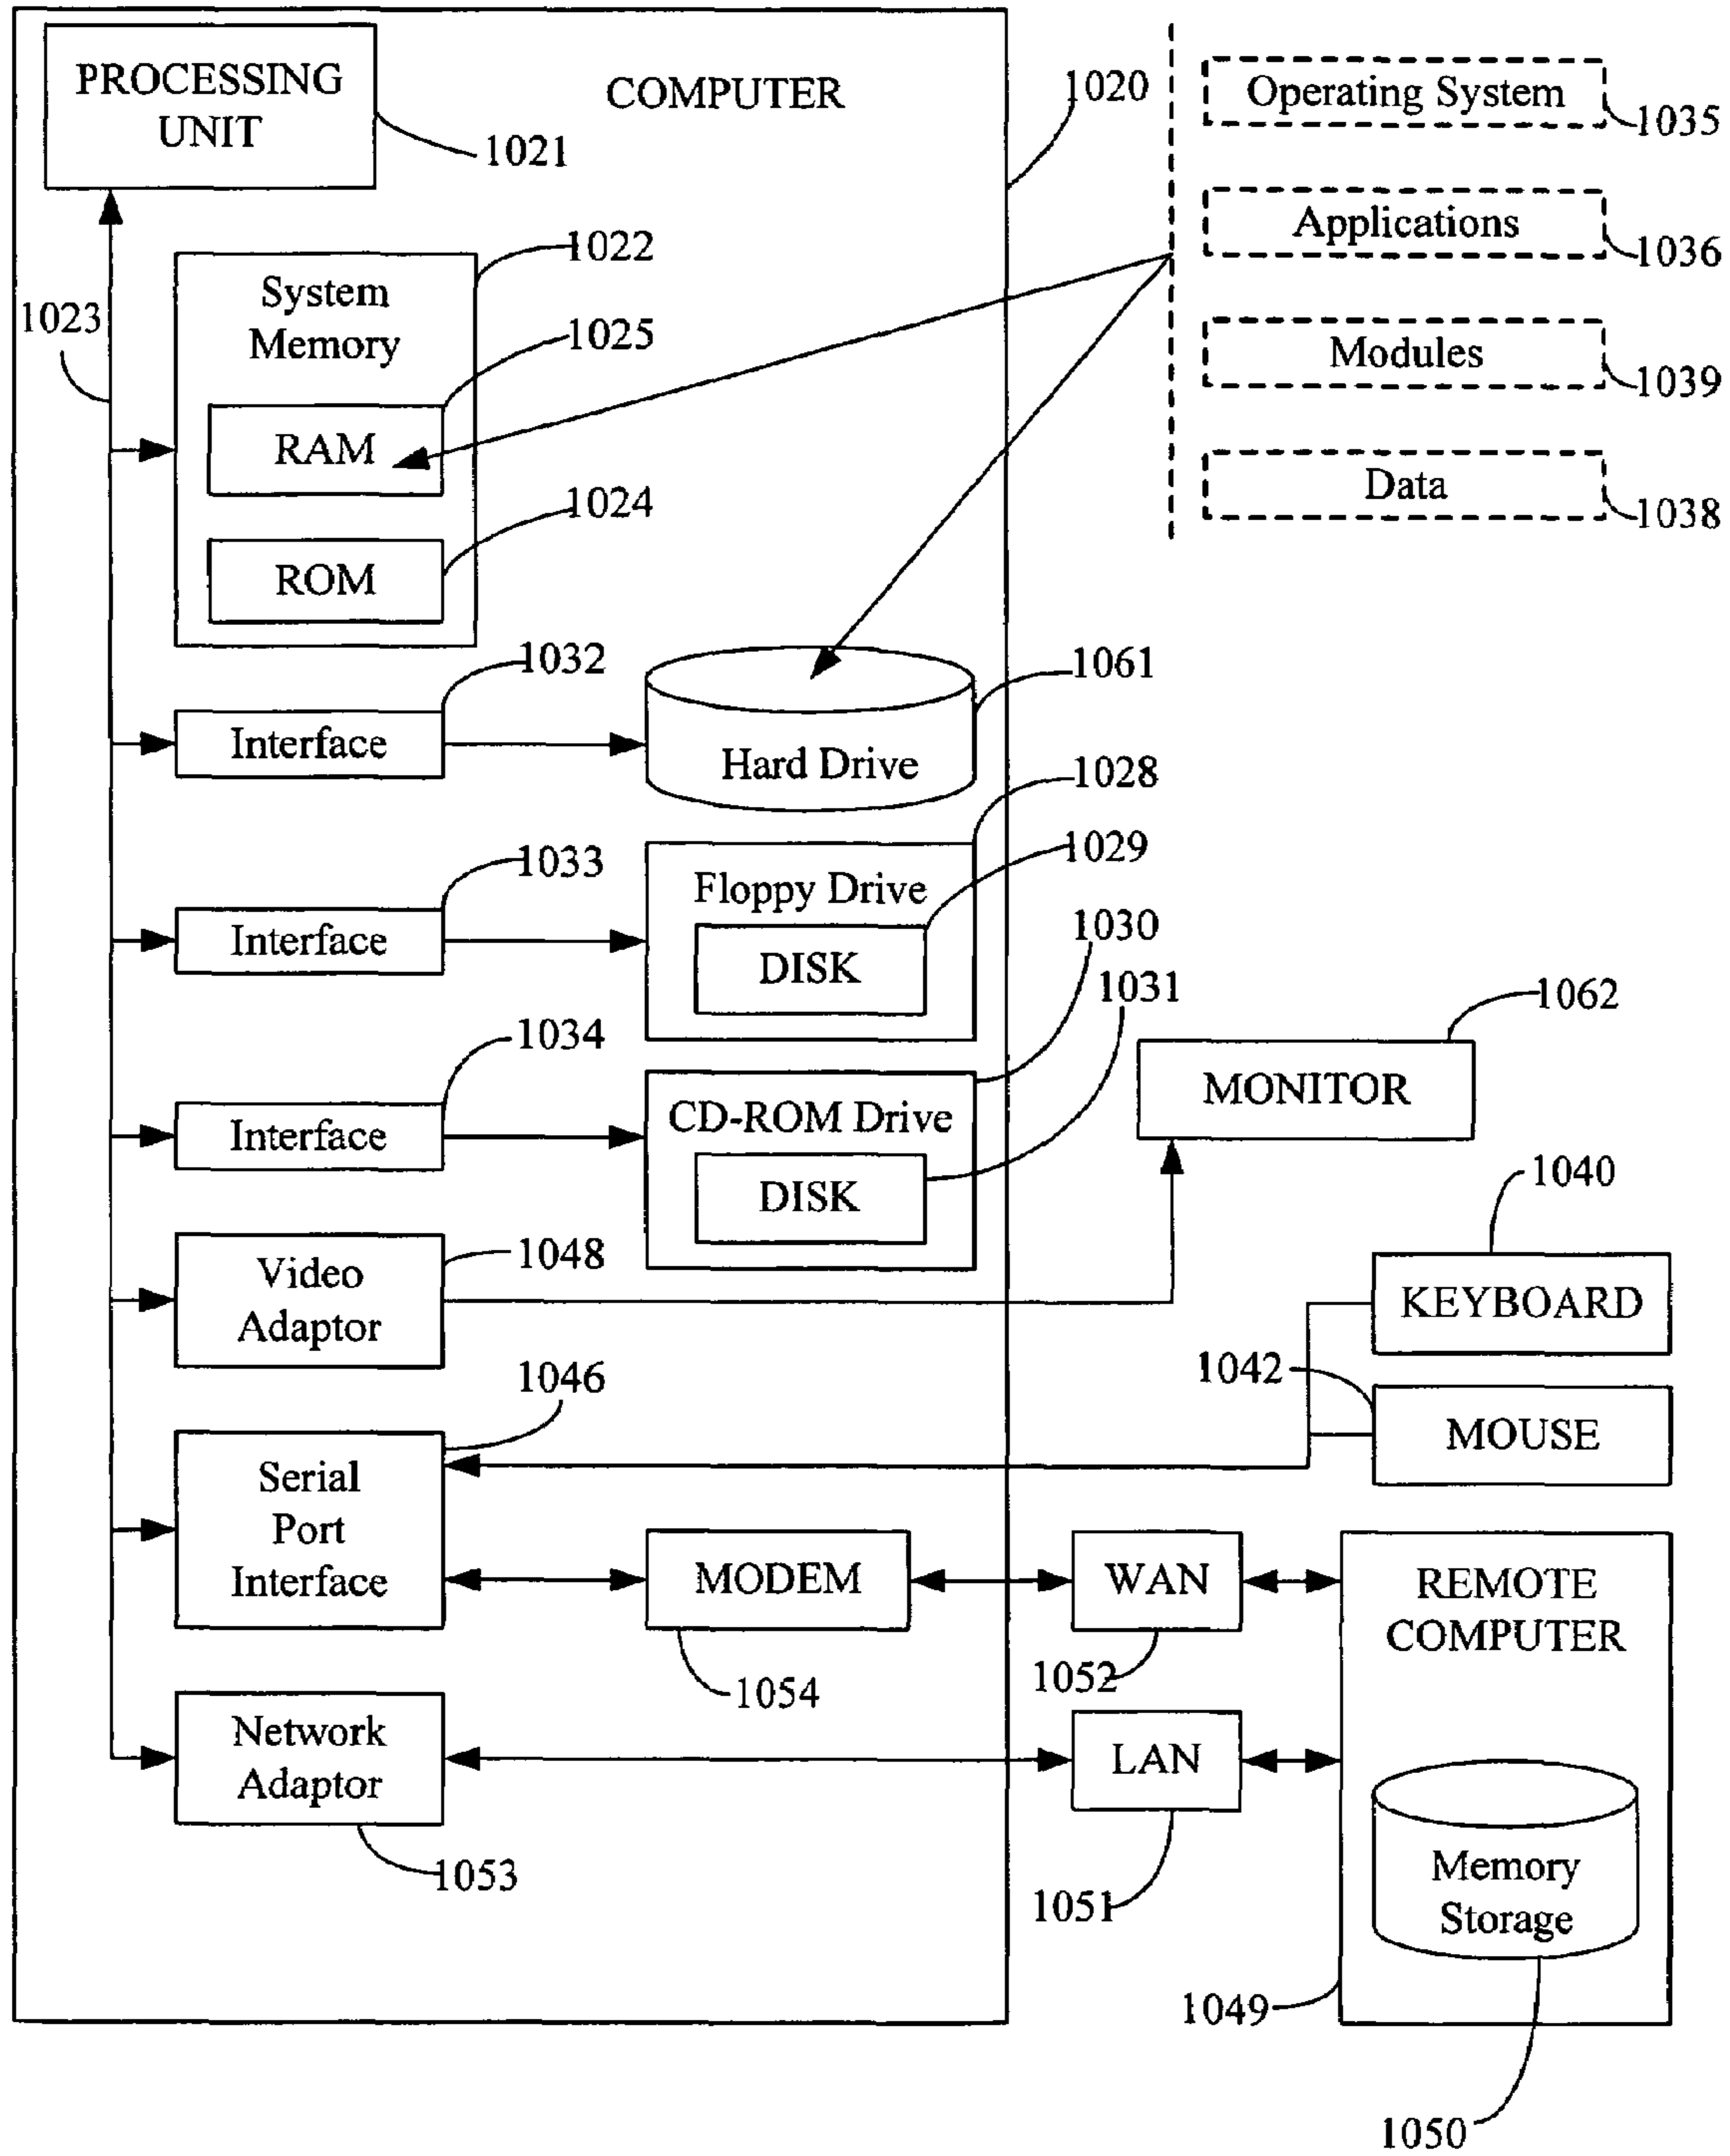 PROCESSING
UNIT
1021
COMPUTER
1020
Operating System
1035
Applications
1036
Modules
1039
Data
1038
1023
1022
System
Memory
1025
RAM
1024
ROM
1032
Interface
1061
Hard Drive
1033
Interface
1028
1029
Floppy Drive
DISK
1034
Interface
1030
1031
CD-ROM Drive
DISK
1062
MONITOR
1048
Video
Adaptor
1040
KEYBOARD
1042
MOUSE
1046
Serial
Port
Interface
MODEM
1054
WAN
1052
REMOTE
COMPUTER
Network
Adaptor
1053
LAN
1051
Memory
Storage
1049
1050